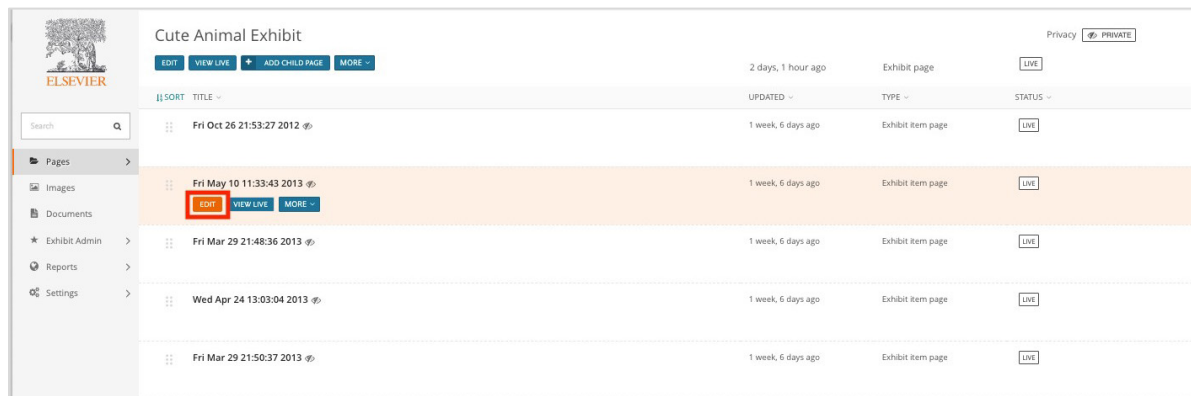 Cute Animal Exhibit
Privacy PRIVATE
EDIT VIEW LIVE + ADD CHILD PAGE MORE
2 days, 1 hour ago Exhibit page LIVE
ELSEVIER
SORT TITLE UPDATED TYPE STATUS
Search
Fri Oct 26 21:53:27 2012 1 week, 6 days ago Exhibit item page LIVE
Pages
Images
Fri May 10 11:33:43 2013 1 week, 6 days ago Exhibit item page LIVE
EDIT VIEW LIVE MORE
Documents
Exhibit Admin
Fri Mar 29 21:48:36 2013 1 week, 6 days ago Exhibit item page LIVE
Reports
Settings
Wed Apr 24 13:03:04 2013 1 week, 6 days ago Exhibit item page LIVE
Fri Mar 29 21:50:37 2013 1 week, 6 days ago Exhibit item page LIVE